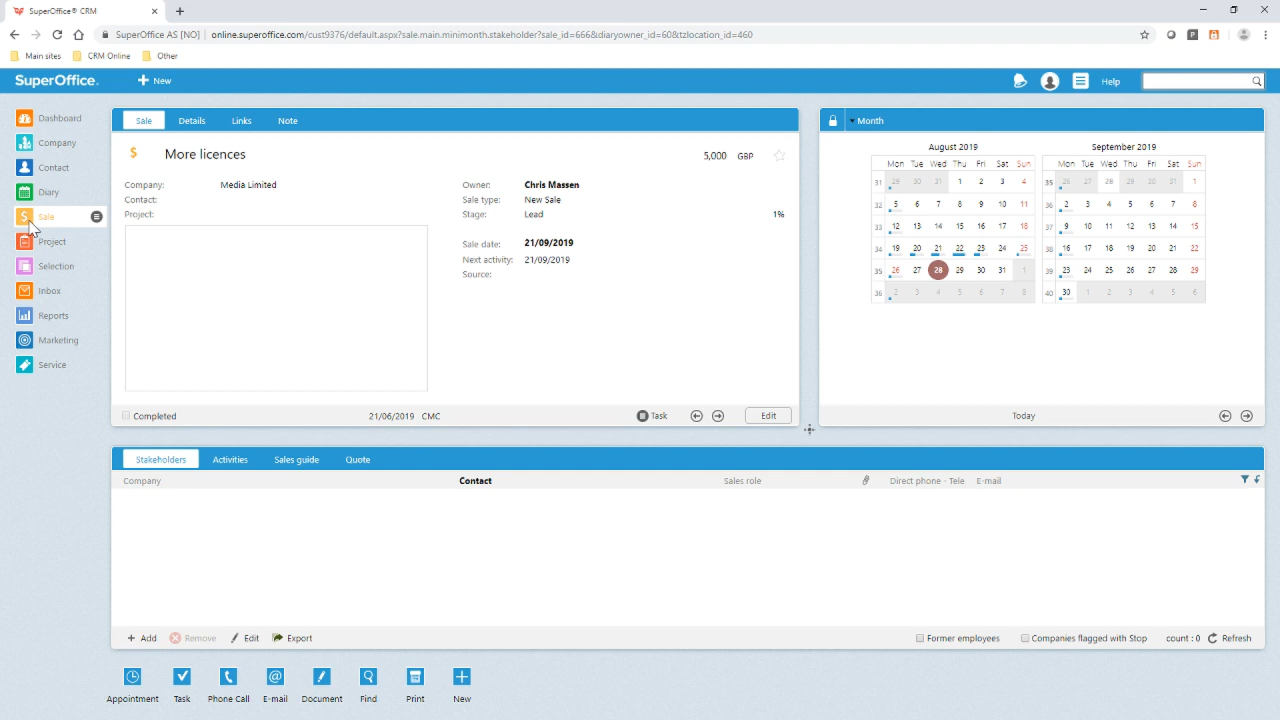 SuperOffice® CRM
SuperOffice AS [NO] online.superoffice.com/cust9376/default.aspx?sale.main.minimonth.stakeholder?sale_id=666&diaryowner_id=60&tzlocation_id=460
Main sites CRM Online Other
SuperOffice. New Help
Dashboard
Company
Contact
Diary
Sale
Project
Selection
Inbox
Reports
Marketing
Service
Sale Details Links Note
$ More licences 5,000 GBP
Company: Media Limited
Contact:
Project:
Owner: Chris Massen
Sale type: New Sale
Stage: Lead 1%
Sale date: 21/09/2019
Next activity: 21/09/2019
Source:
Completed 21/06/2019 CMC Task Edit
Month
August 2019
Mon Tue Wed Thu Fri Sat Sun
31 29 30 31 1 2 3 4
32 5 6 7 8 9 10 11
33 12 13 14 15 16 17 18
34 19 20 21 22 23 24 25
35 26 27 28 29 30 31 1
36 2 3 4 5 6 7 8
September 2019
Mon Tue Wed Thu Fri Sat Sun
35 26 27 28 29 30 31 1
36 2 3 4 5 6 7 8
37 9 10 11 12 13 14 15
38 16 17 18 19 20 21 22
39 23 24 25 26 27 28 29
40 30 1 2 3 4 5 6
Today
Stakeholders Activities Sales guide Quote
Company Contact Sales role Direct phone - Tele E-mail
Add Remove Edit Export Former employees Companies flagged with Stop count : 0 Refresh
Appointment Task Phone Call E-mail Document Find Print New